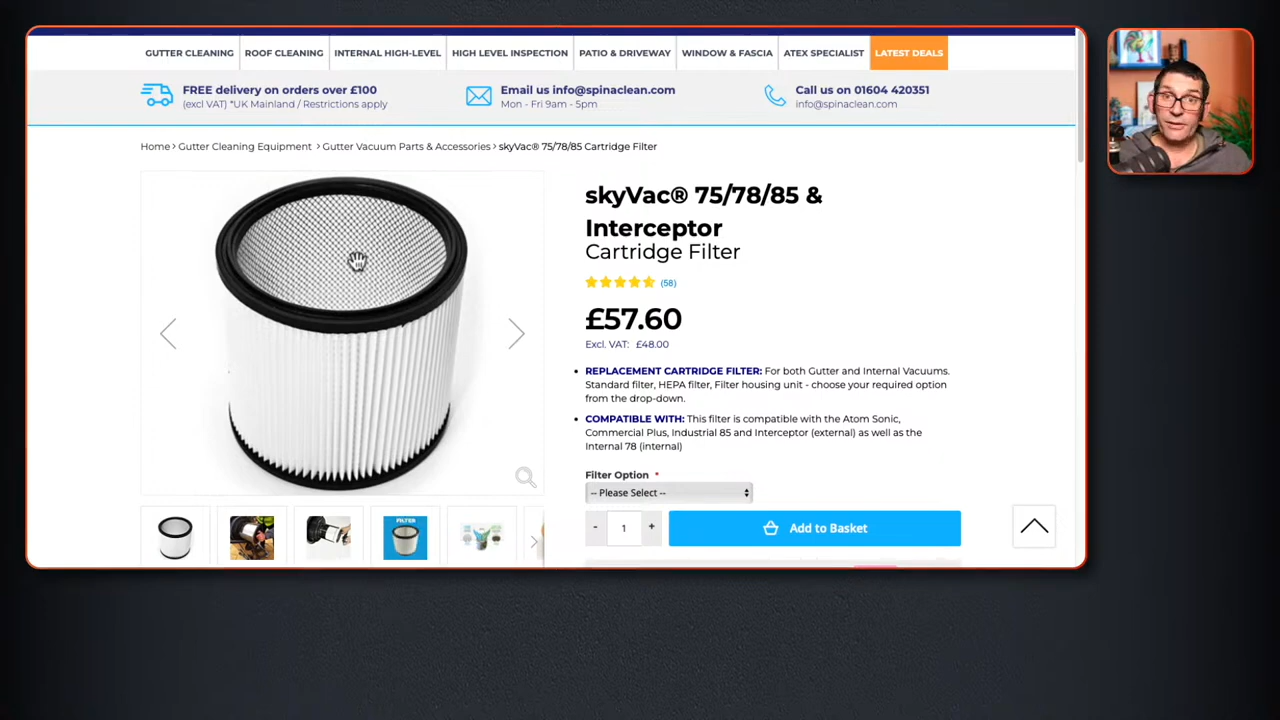 GUTTER CLEANING
ROOF CLEANING
INTERNAL HIGH-LEVEL
HIGH LEVEL INSPECTION
PATIO & DRIVEWAY
WINDOW & FASCIA
ATEX SPECIALIST
LATEST DEALS
FREE delivery on orders over £100
(excl VAT) *UK Mainland / Restrictions apply
Email us info@spinaclean.com
Mon - Fri 9am - 5pm
Call us on 01604 420351
info@spinaclean.com
Home › Gutter Cleaning Equipment › Gutter Vacuum Parts & Accessories › skyVac® 75/78/85 Cartridge Filter
skyVac® 75/78/85 &
Interceptor
Cartridge Filter
(58)
£57.60
Excl. VAT: £48.00
• REPLACEMENT CARTRIDGE FILTER: For both Gutter and Internal Vacuums.
Standard filter, HEPA filter, Filter housing unit - choose your required option
from the drop-down.
• COMPATIBLE WITH: This filter is compatible with the Atom Sonic,
Commercial Plus, Industrial 85 and Interceptor (external) as well as the
Internal 78 (internal)
Filter Option *
-- Please Select --
- 1 +
Add to Basket
FILTER